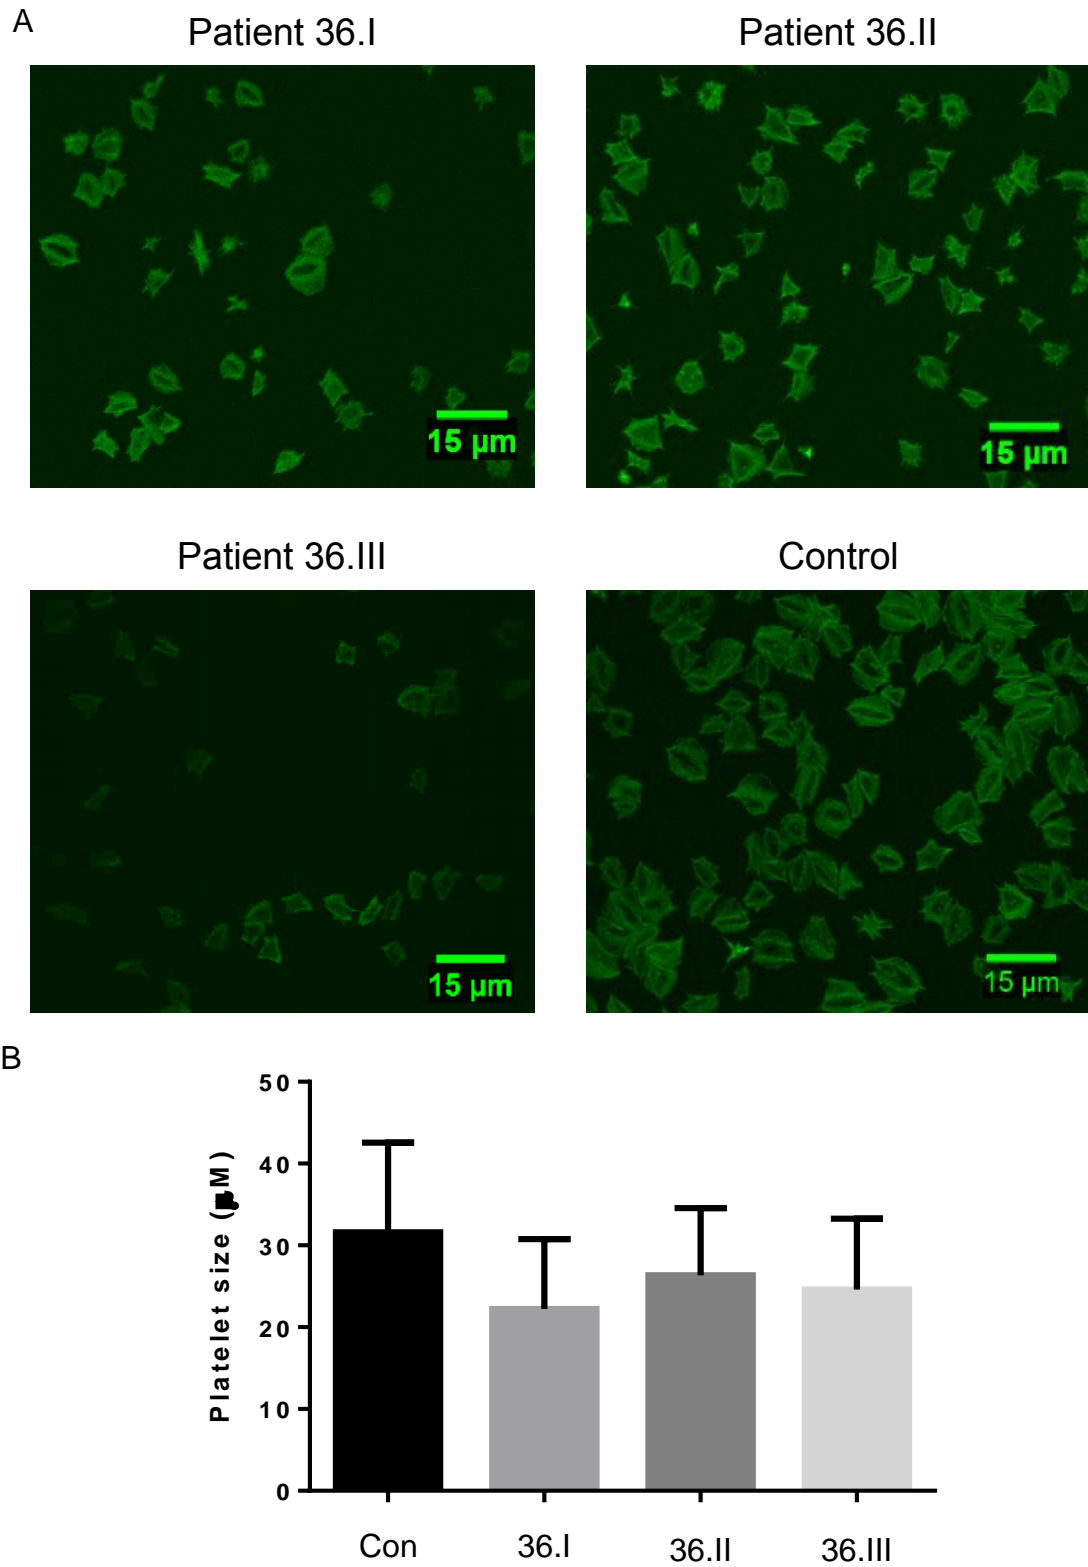 A
Patient 36.I
Patient 36.II
15 µm
15 µm
Patient 36.III
Control
15 µm
15 µm
B
50
40
30
20
10
0
Platelet size (µM)
Con
36.I
36.II
36.III